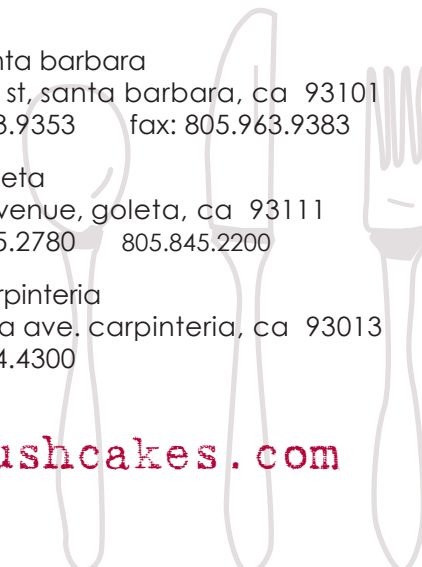 nta barbara
st, santa barbara, ca 93101
3.9353 fax: 805.963.9383
eta
venue, goleta, ca 93111
5.2780 805.845.2200
rpinteria
a ave. carpinteria, ca 93013
4.4300
ushcakes.com